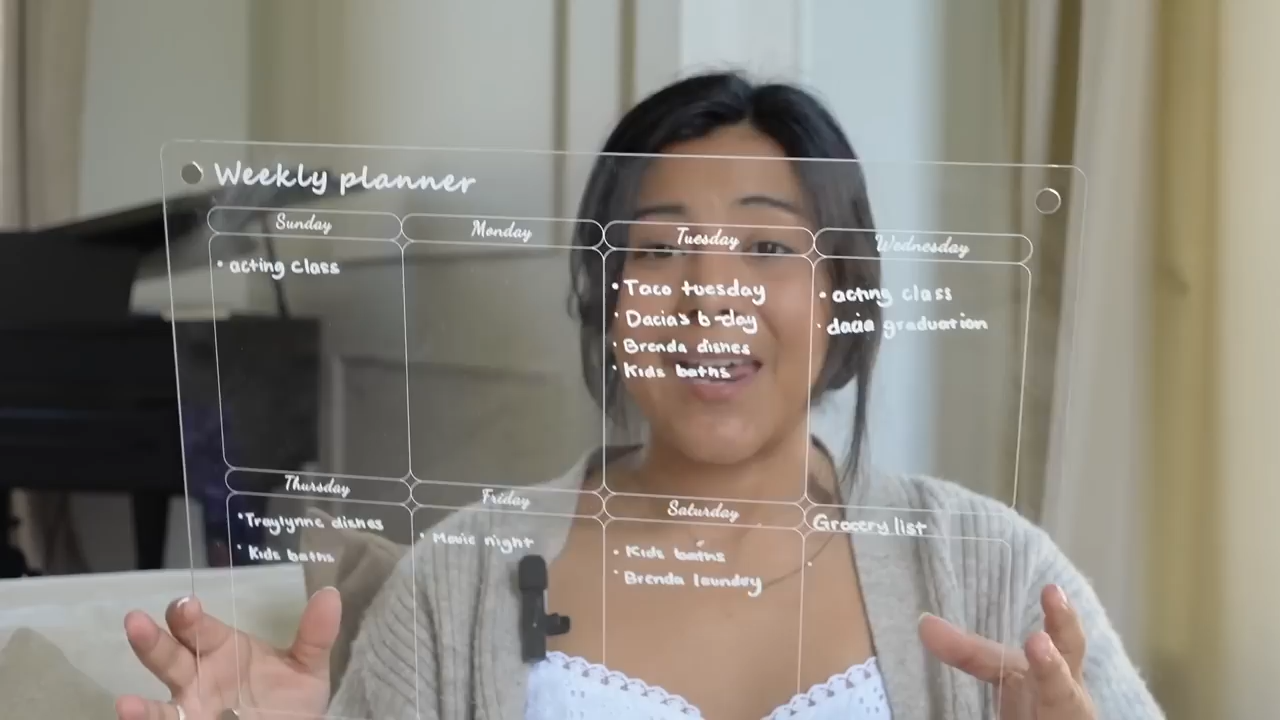 Weekly planner
Sunday
Monday
Tuesday
Wednesday
• acting class
• Taco tuesday
• Dacia's b-day
• Brenda dishes
• Kids baths
• acting class
• dacia graduation
Thursday
Friday
Saturday
Grocery list
• Traylynne dishes
• Kids baths
• Movie night
• Kids baths
• Brenda laundry
•